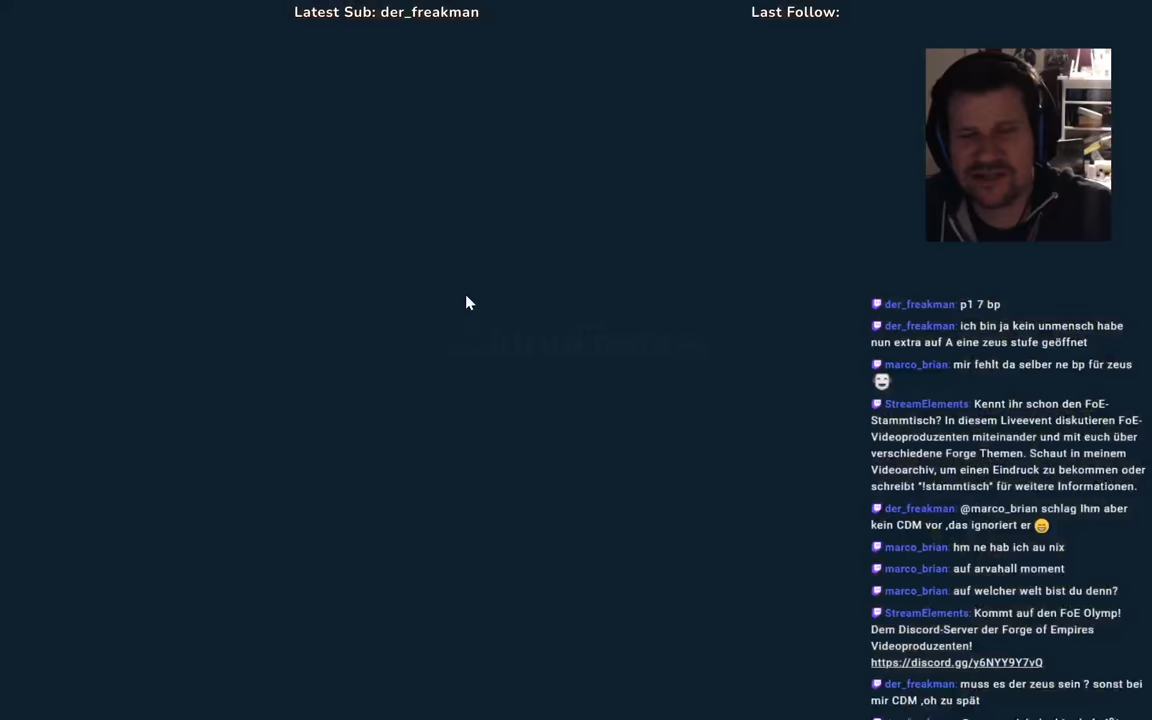 Latest Sub: der_freakman
Last Follow:
der_freakman: p1 7 bp
der_freakman: ich bin ja kein unmensch habe
nun extra auf A eine zeus stufe geöffnet
marco_brian: mir fehlt da selber ne bp für zeus
StreamElements: Kennt ihr schon den FoE-
Stammtisch? In diesem Liveevent diskutieren FoE-
Videoproduzenten miteinander und mit euch über
verschiedene Forge Themen. Schaut in meinem
Videoarchiv, um einen Eindruck zu bekommen oder
schreibt "!stammtisch" für weitere Informationen.
der_freakman: @marco_brian schlag Ihm aber
kein CDM vor ,das ignoriert er
marco_brian: hm ne hab ich au nix
marco_brian: auf arvahall moment
marco_brian: auf welcher welt bist du denn?
StreamElements: Kommt auf den FoE Olymp!
Dem Discord-Server der Forge of Empires
Videoproduzenten!
https://discord.gg/y6NYY9Y7vQ
der_freakman: muss es der zeus sein ? sonst bei
mir CDM ,oh zu spät